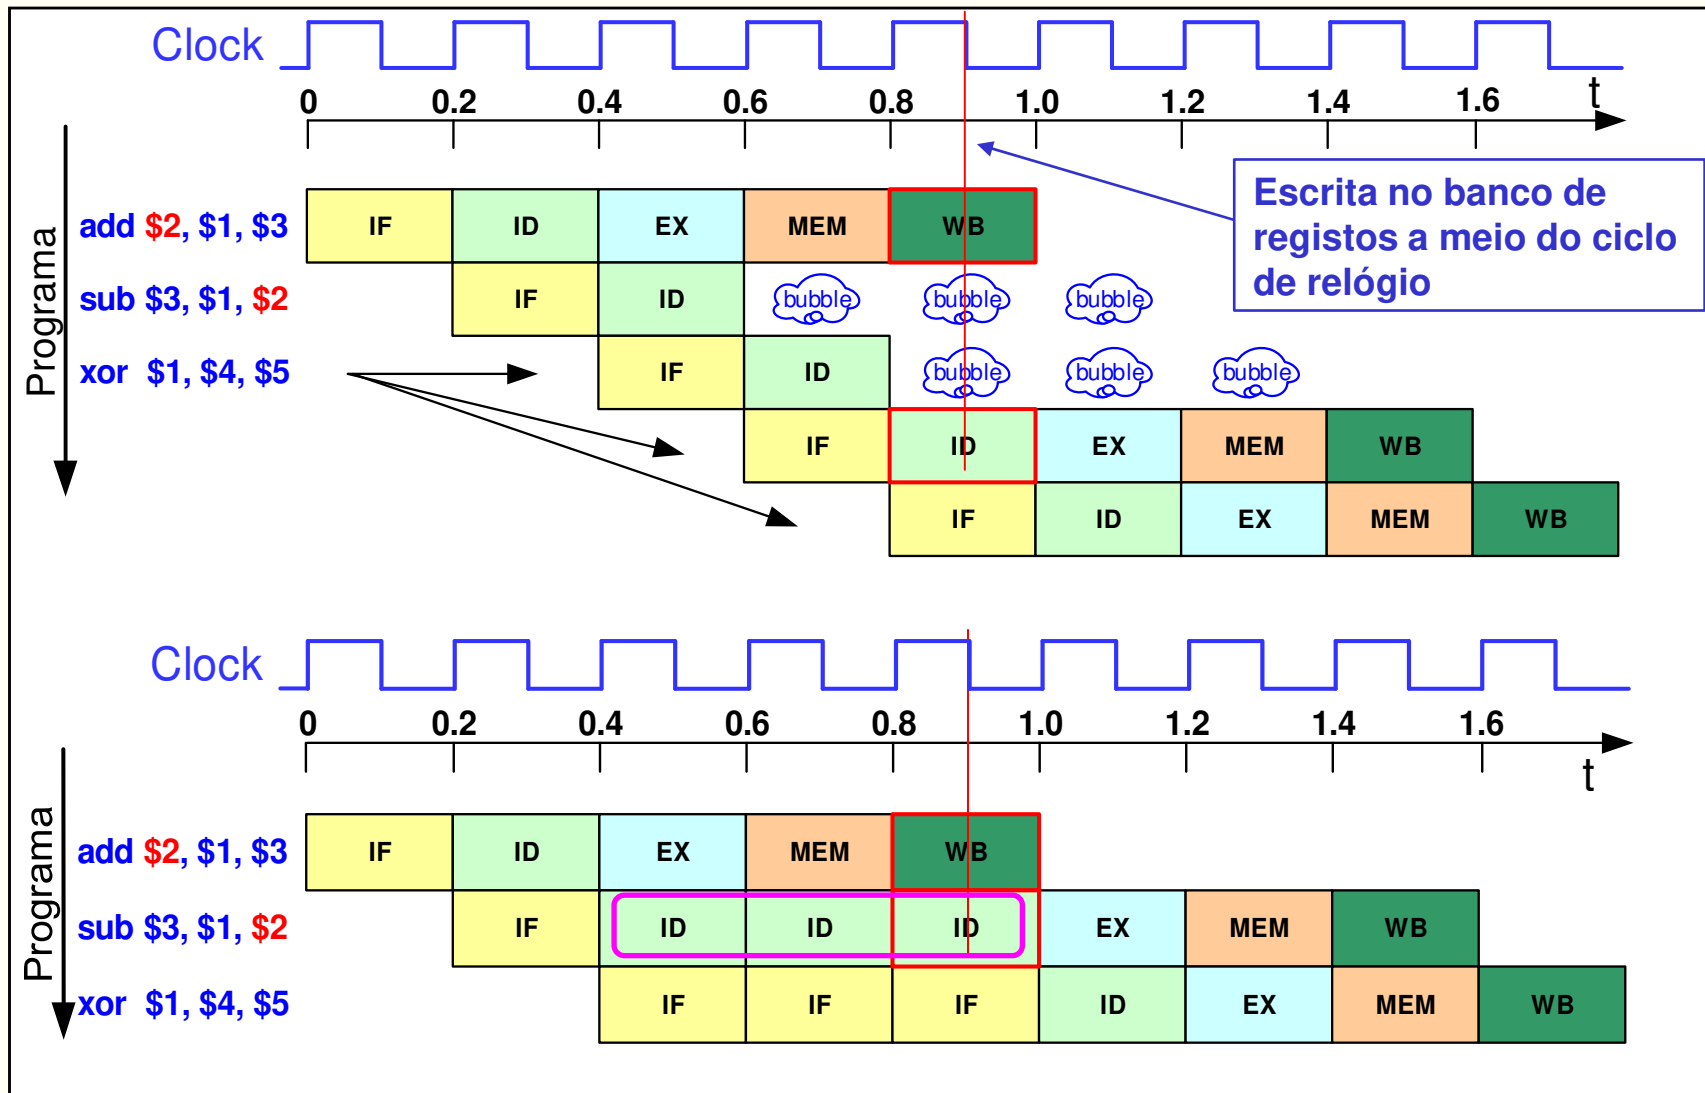 Clock
0 0.2 0.4 0.6 0.8 1.0 1.2 1.4 1.6 t
Programa
Escrita no banco de
registos a meio do ciclo
de relógio
add $2, $1, $3 IF ID EX MEM WB
sub $3, $1, $2 IF ID bubble bubble bubble
xor $1, $4, $5 IF ID bubble bubble bubble
IF ID EX MEM WB
IF ID EX MEM WB
Clock
0 0.2 0.4 0.6 0.8 1.0 1.2 1.4 1.6
t
Programa
add $2, $1, $3 IF ID EX MEM WB
sub $3, $1, $2 IF ID ID ID EX MEM WB
xor $1, $4, $5 IF IF IF ID EX MEM WB